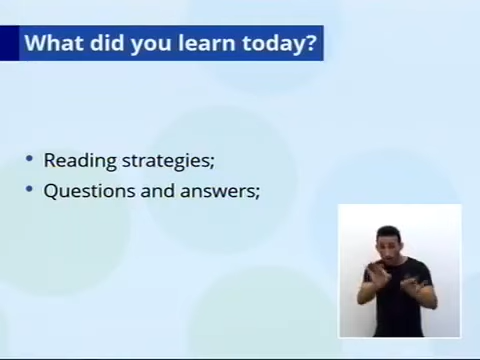 What did you learn today?
Reading strategies;
Questions and answers;